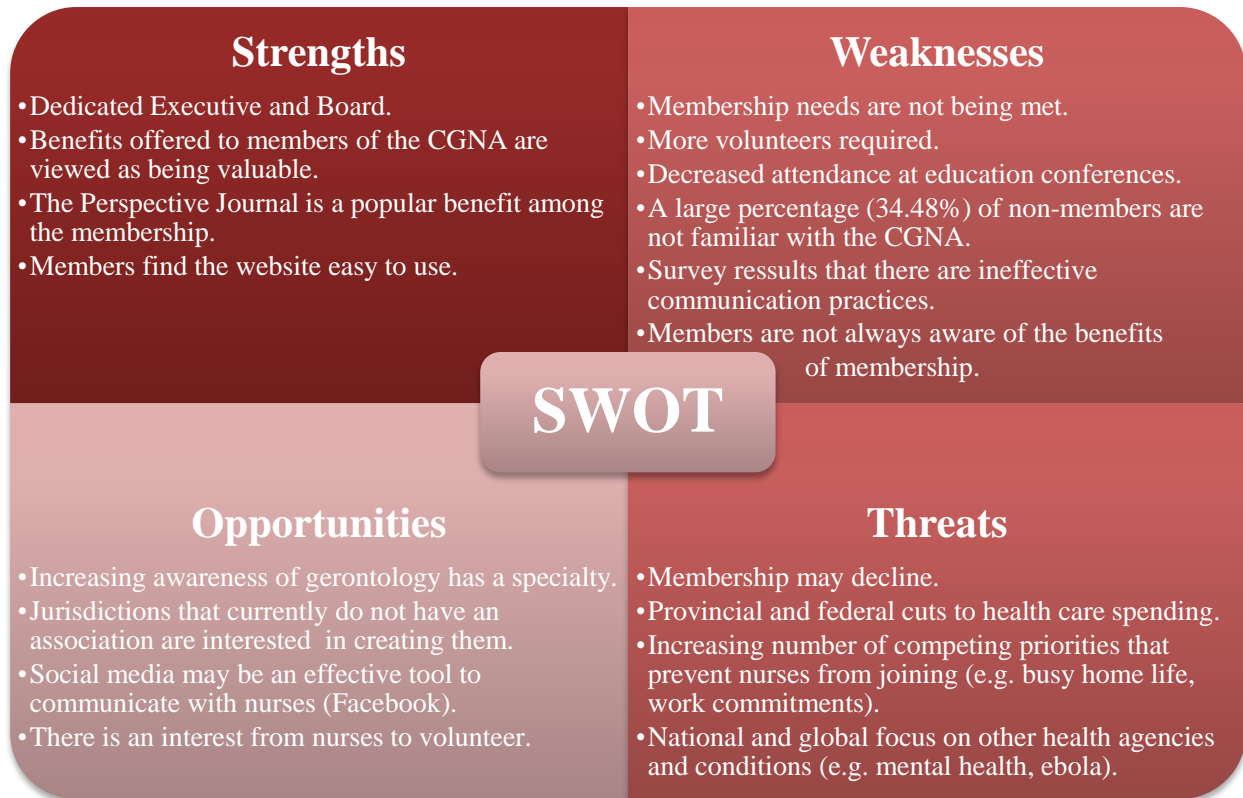 Strengths
•Dedicated Executive and Board.
•Benefits offered to members of the CGNA are
viewed as being valuable.
•The Perspective Journal is a popular benefit among
the membership.
•Members find the website easy to use.
Weaknesses
•Membership needs are not being met.
•More volunteers required.
•Decreased attendance at education conferences.
•A large percentage (34.48%) of non-members are
not familiar with the CGNA.
•Survey ressults that there are ineffective
communication practices.
•Members are not always aware of the benefits
of membership.
SWOT
Opportunities
•Increasing awareness of gerontology has a specialty.
•Jurisdictions that currently do not have an
association are interested  in creating them.
•Social media may be an effective tool to
communicate with nurses (Facebook).
•There is an interest from nurses to volunteer.
Threats
•Membership may decline.
•Provincial and federal cuts to health care spending.
•Increasing number of competing priorities that
prevent nurses from joining (e.g. busy home life,
work commitments).
•National and global focus on other health agencies
and conditions (e.g. mental health, ebola).